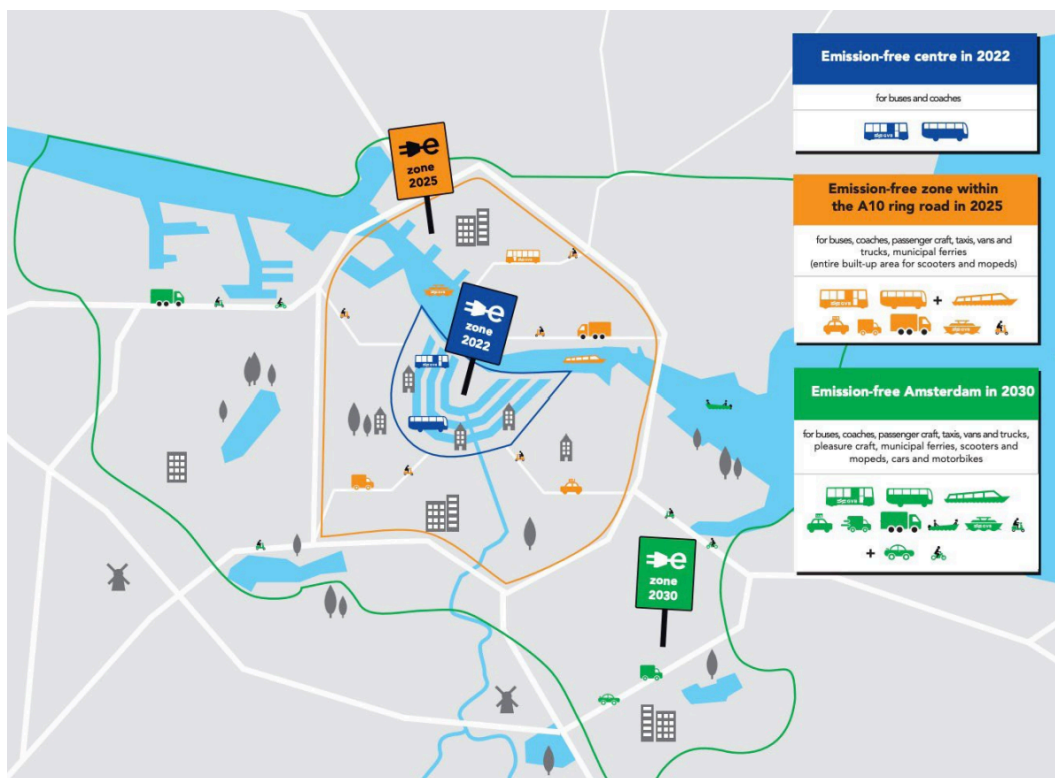 Emission-free centre in 2022
for buses and coaches
Emission-free zone within
the A10 ring road in 2025
for buses, coaches, passenger craft, taxis, vans and
trucks, municipal ferries
(entire built-up area for scooters and mopeds)
+
Emission-free Amsterdam in 2030
for buses, coaches, passenger craft, taxis, vans and trucks,
pleasure craft, municipal ferries, scooters and
mopeds, cars and motorbikes
+
e
zone
2025
e
zone
2022
e
zone
2030